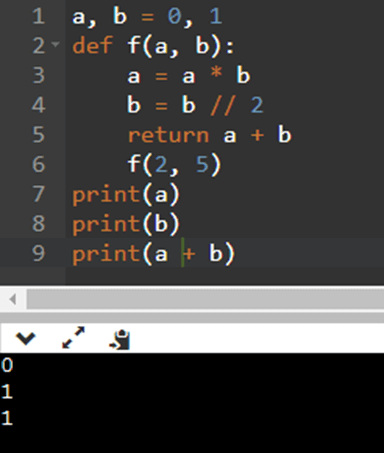 1 a, b = 0, 1
2 def f(a, b):
3     a = a * b
4     b = b // 2
5     return a + b
6     f(2, 5)
7 print(a)
8 print(b)
9 print(a + b)
0
1
1